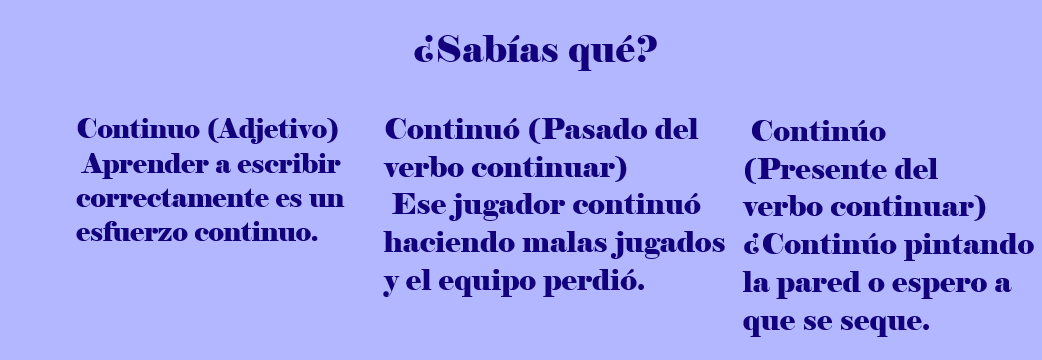 ¿Sabías qué?
Continuo (Adjetivo)
Aprender a escribir
correctamente es un
esfuerzo continuo.
Continuó (Pasado del
verbo continuar)
Ese jugador continuó
haciendo malas jugados
y el equipo perdió.
Continúo
(Presente del
verbo continuar)
¿Continúo pintando
la pared o espero a
que se seque.